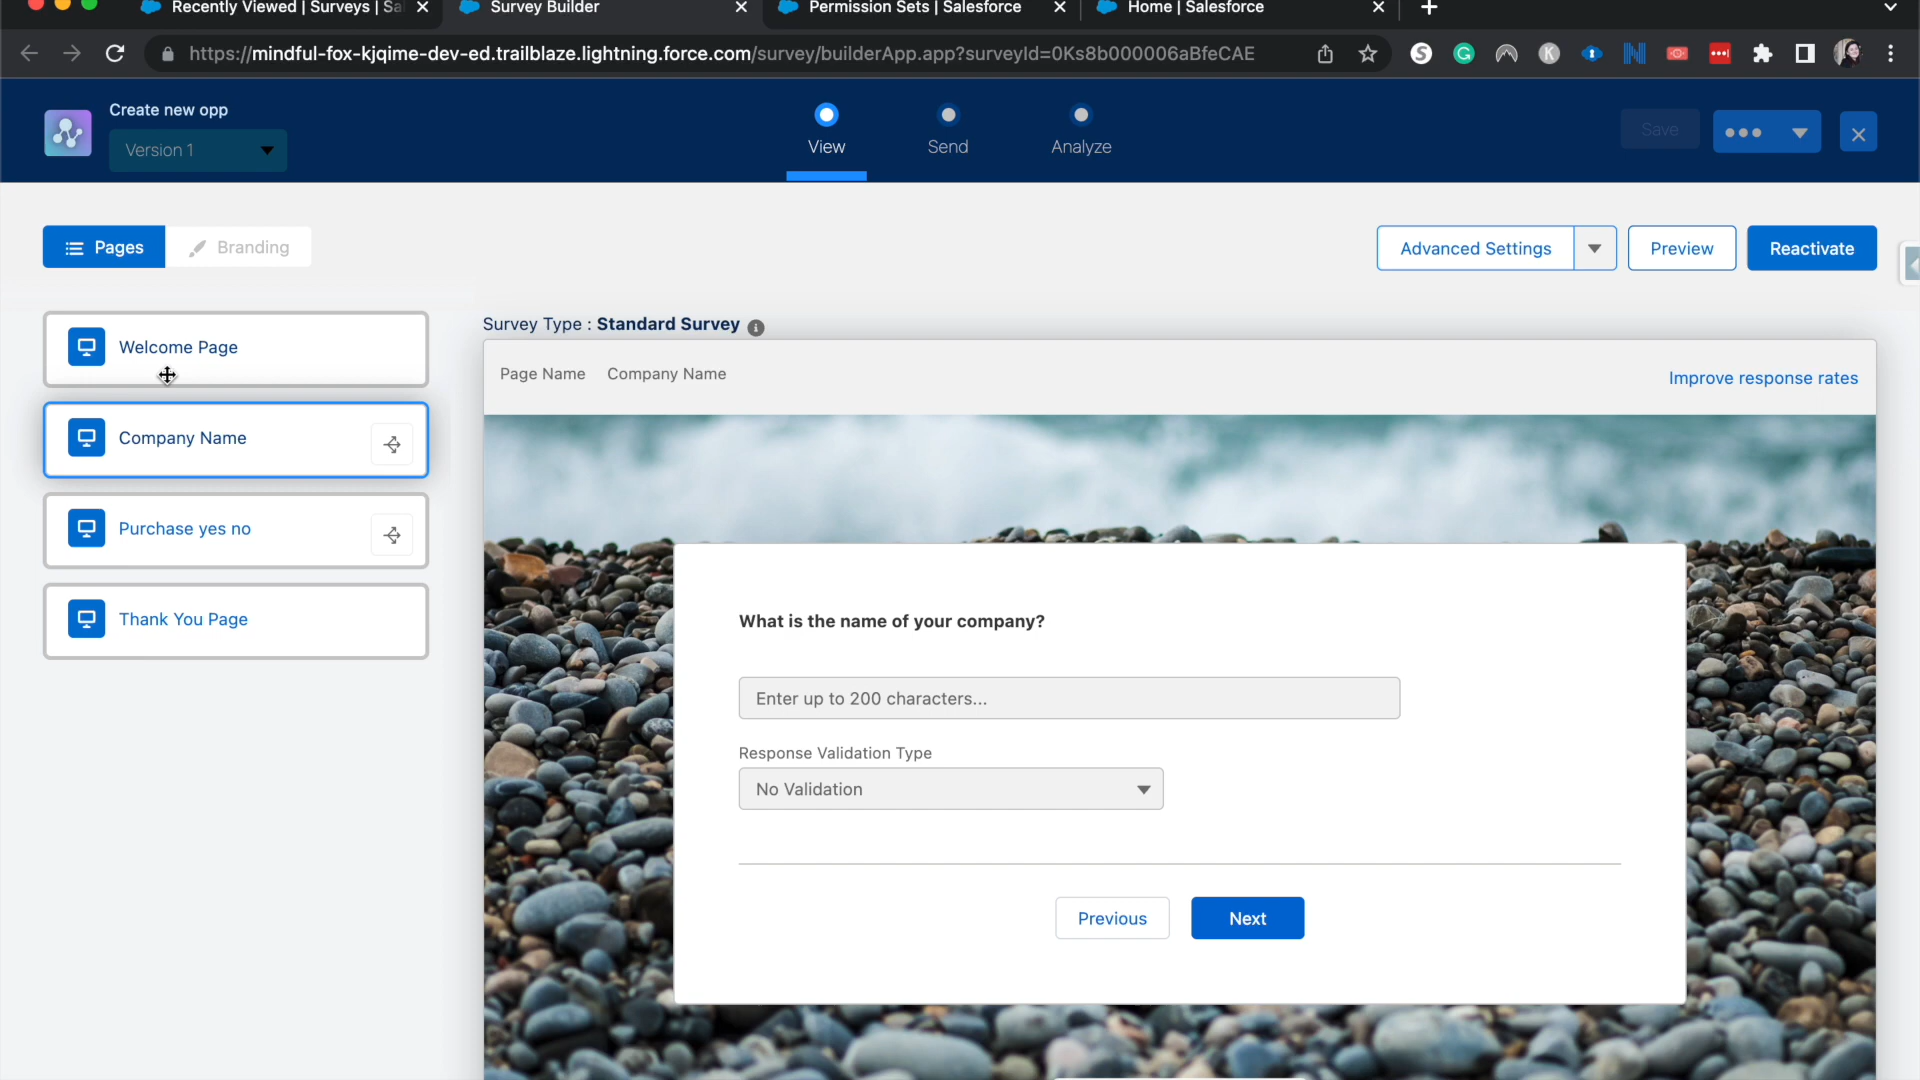 Recently Viewed | Surveys | Sa
Survey Builder
Permission Sets | Salesforce
Home | Salesforce
https://mindful-fox-kjqime-dev-ed.trailblaze.lightning.force.com/survey/builderApp.app?surveyId=0Ks8b000006aBfeCAE
Create new opp
Version 1
View
Send
Analyze
Save
Pages
Branding
Advanced Settings
Preview
Reactivate
Welcome Page
Company Name
Purchase yes no
Thank You Page
Survey Type : Standard Survey
Page Name Company Name
Improve response rates
What is the name of your company?
Enter up to 200 characters...
Response Validation Type
No Validation
Previous
Next